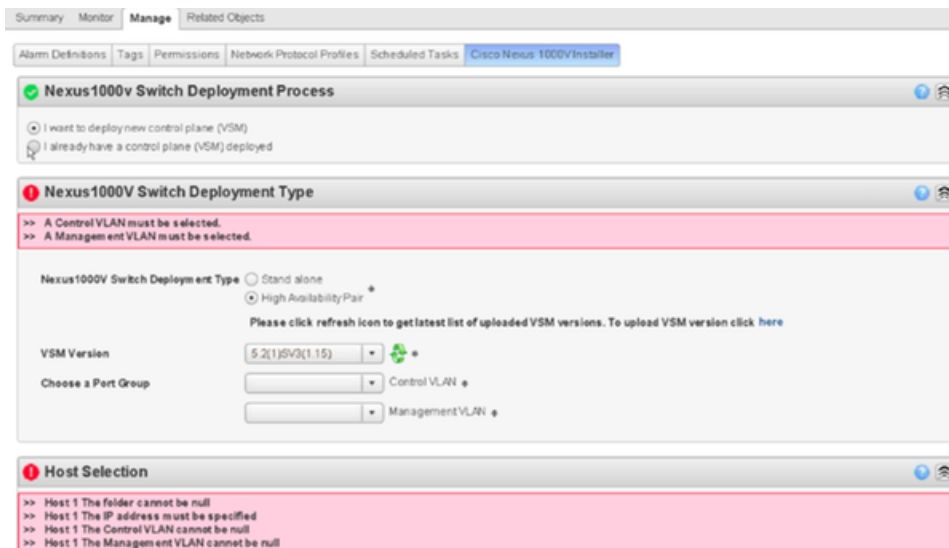 Summary Monitor Manage Related Objects
Alarm Definitions Tags Permissions Network Protocol Profiles Scheduled Tasks Cisco Nexus 1000V Installer
Nexus1000v Switch Deployment Process
I want to deploy new control plane (VSM)
I already have a control plane (VSM) deployed
Nexus1000V Switch Deployment Type
>> A Control VLAN must be selected.
>> A Management VLAN must be selected.
Nexus1000V Switch Deployment Type Stand alone
High Availability Pair
Please click refresh icon to get latest list of uploaded VSM versions. To upload VSM version click here
VSM Version 5.2(1)SV3(1.15)
Choose a Port Group Control VLAN
Management VLAN
Host Selection
>> Host 1 The folder cannot be null
>> Host 1 The IP address must be specified
>> Host 1 The Control VLAN cannot be null
>> Host 1 The Management VLAN cannot be null